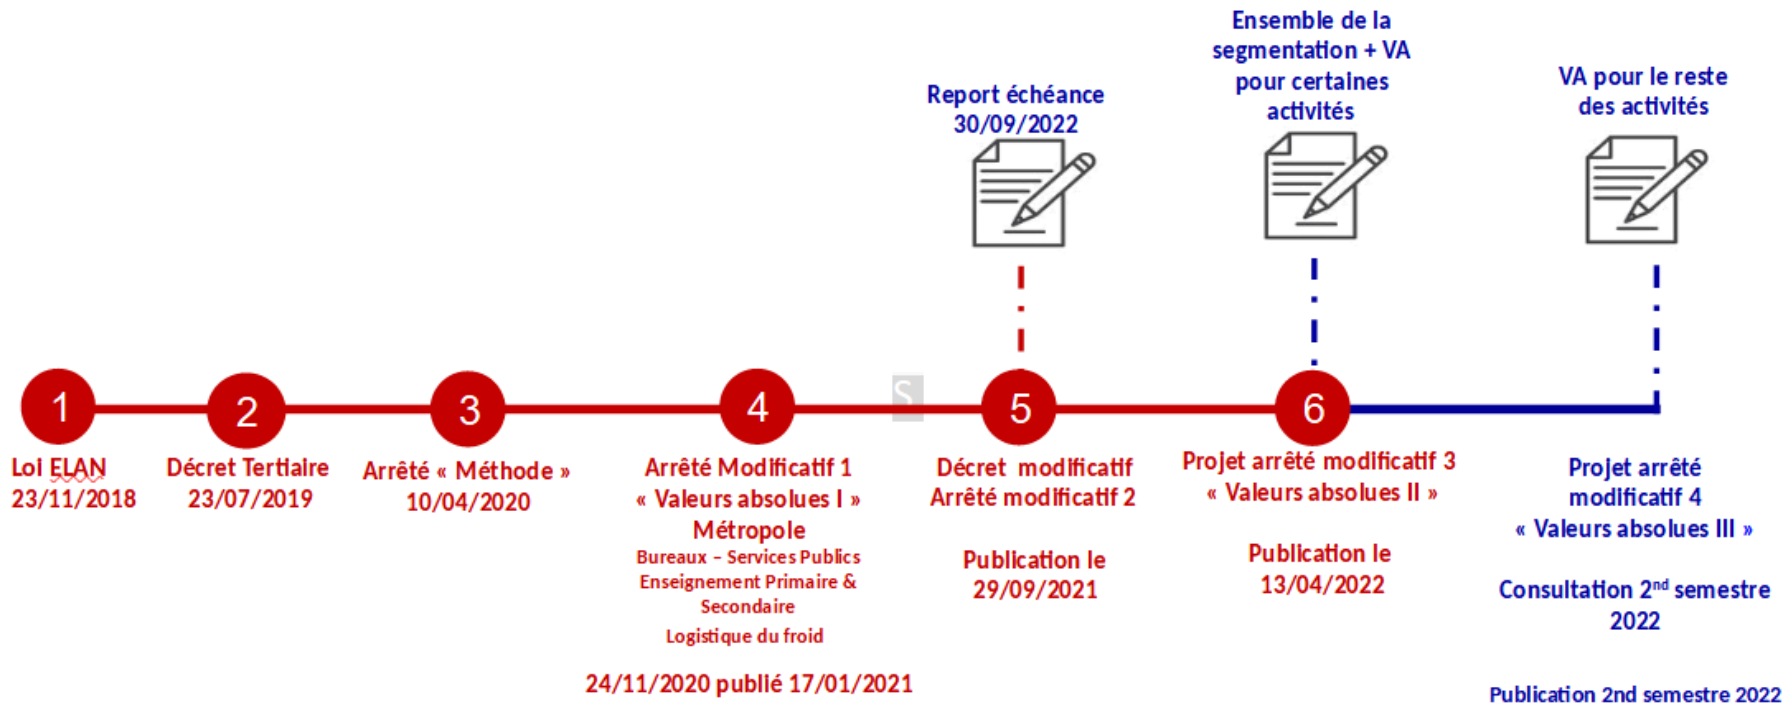 Report échéance
30/09/2022
Ensemble de la
segmentation + VA
pour certaines
activités
VA pour le reste
des activités
1
2
3
4
S
5
6
Loi ELAN
23/11/2018
Décret Tertiaire
23/07/2019
Arrêté « Méthode »
10/04/2020
Arrêté Modificatif 1
« Valeurs absolues I »
Métropole
Bureaux – Services Publics
Enseignement Primaire &
Secondaire
Logistique du froid
24/11/2020 publié 17/01/2021
Décret modificatif
Arrêté modificatif 2
Publication le
29/09/2021
Projet arrêté modificatif 3
« Valeurs absolues II »
Publication le
13/04/2022
Projet arrêté
modificatif 4
« Valeurs absolues III »
Consultation 2nd semestre
2022
Publication 2nd semestre 2022